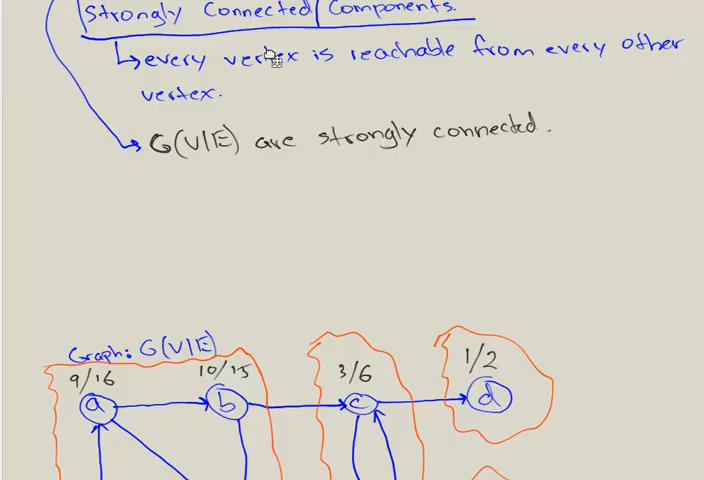 Strongly Connected Components.
every vertex is reachable from every other
vertex.
G(V|E) are strongly connected.
Graph: G(V|E)
9/16 10/15 3/6 1/2
a b c d